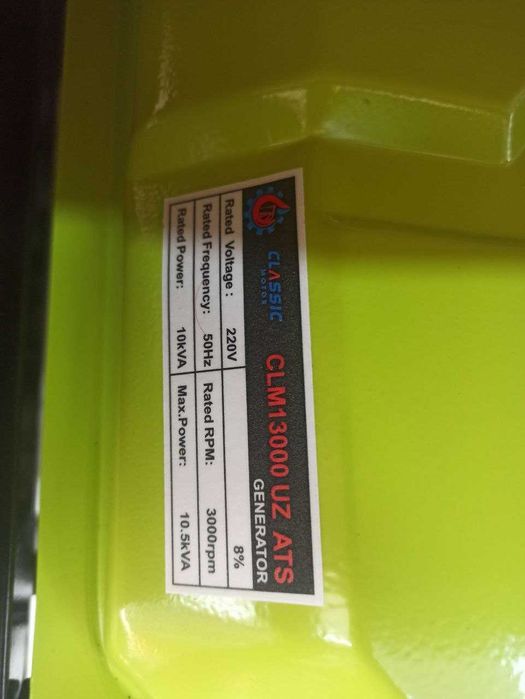 CLASSIC
MOTOR
CLM13000 UZ ATS
GENERATOR
Rated Voltage: 220V 8%
Rated Frequency: 50Hz Rated RPM: 3000rpm
Rated Power: 10kVA Max.Power: 10.5kVA